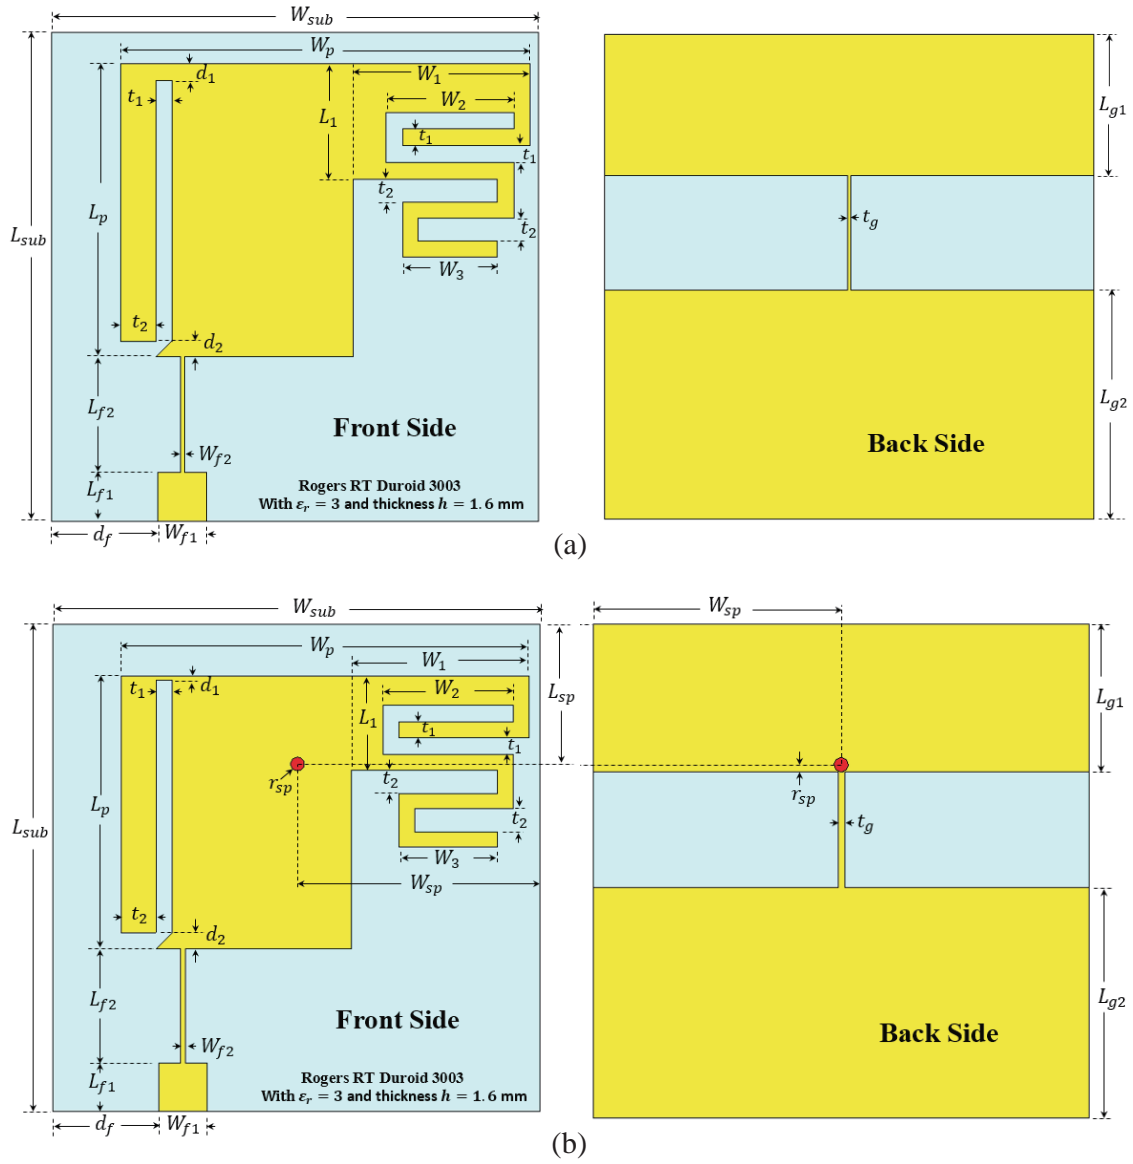 W_sub
W_p
d_1
W_1
t_1
W_2
L_1
t_1
t_1
t_2
L_p
L_sub
t_2
W_3
t_2
d_2
L_f2
Front Side
W_f2
L_f1
Rogers RT Duroid 3003
With ε_r = 3 and thickness h = 1.6 mm
d_f
W_f1
L_g1
t_g
L_g2
Back Side
(a)
W_sub
W_p
W_1
t_1
d_1
W_2
L_1
t_1
t_1
L_sp
t_2
r_sp
L_p
t_2
L_sub
W_3
W_sp
t_2
d_2
L_f2
Front Side
W_f2
L_f1
Rogers RT Duroid 3003
With ε_r = 3 and thickness h = 1.6 mm
d_f
W_f1
W_sp
L_g1
r_sp
t_g
L_g2
Back Side
(b)